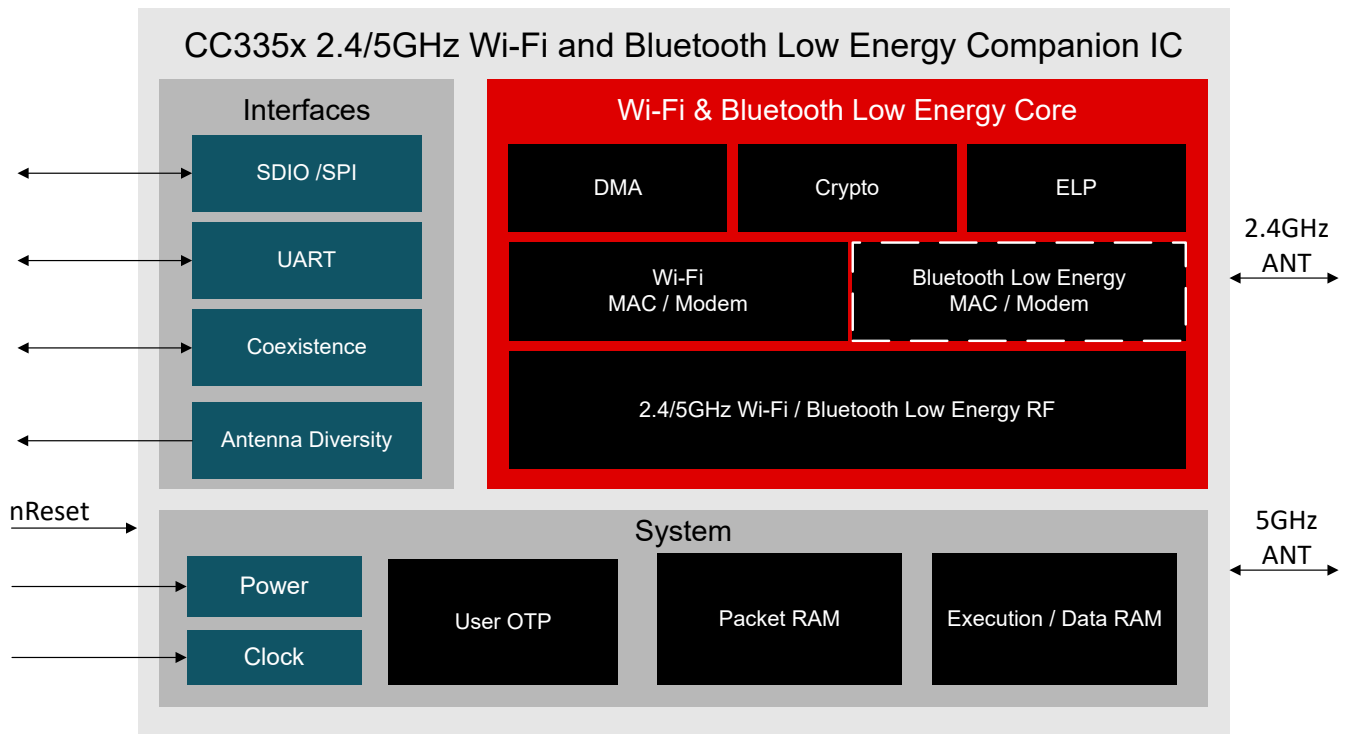 CC335x 2.4/5GHz Wi-Fi and Bluetooth Low Energy Companion IC
Interfaces
SDIO /SPI
UART
Coexistence
Antenna Diversity
Wi-Fi & Bluetooth Low Energy Core
DMA
Crypto
ELP
Wi-Fi
MAC / Modem
Bluetooth Low Energy
MAC / Modem
2.4/5GHz Wi-Fi / Bluetooth Low Energy RF
2.4GHz
ANT
nReset
5GHz
ANT
System
Power
Clock
User OTP
Packet RAM
Execution / Data RAM